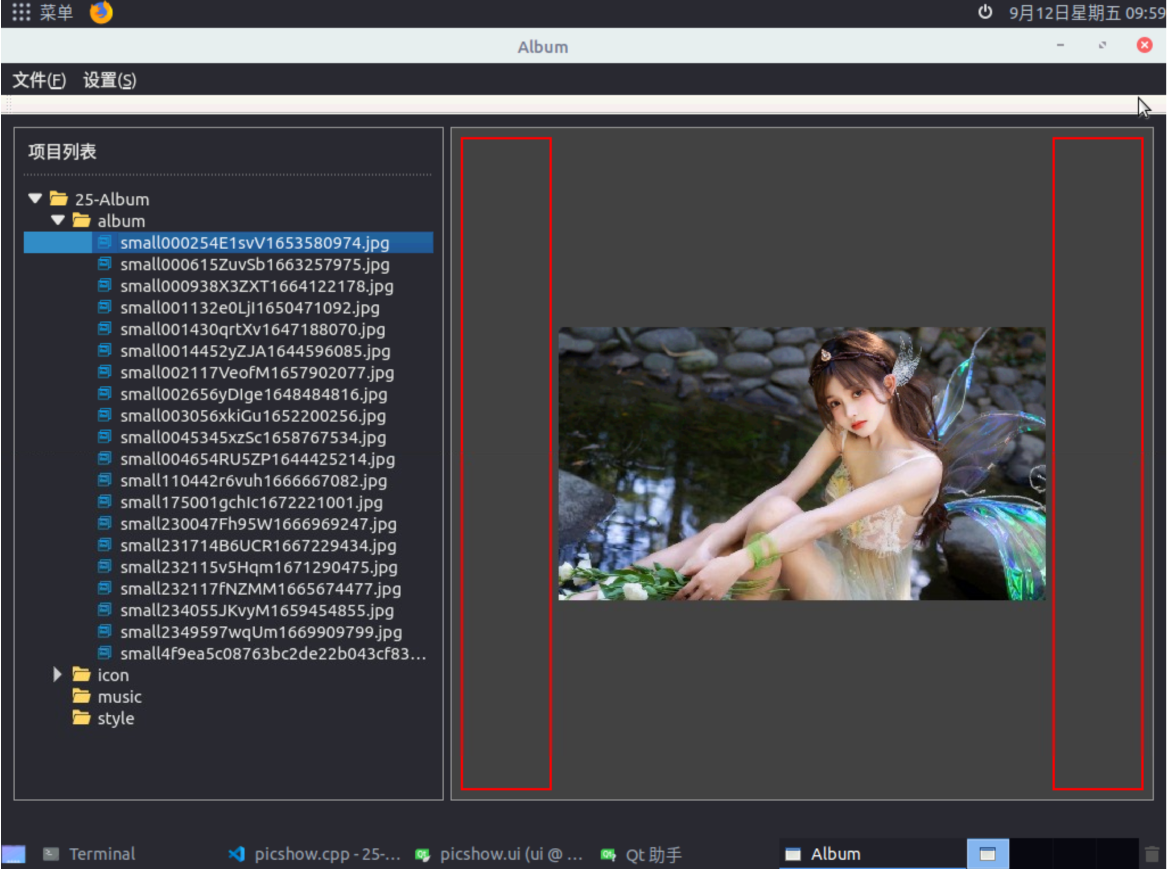 菜单
9月12日星期五 09:59
Album
文件(F) 设置(S)
项目列表
25-Album
album
small000254E1svV1653580974.jpg
small000615ZuvSb1663257975.jpg
small000938X3ZXT1664122178.jpg
small001132e0LjI1650471092.jpg
small001430qrtXv1647188070.jpg
small0014452yZJA1644596085.jpg
small002117VeofM1657902077.jpg
small002656yDIge1648484816.jpg
small003056xkiGu1652200256.jpg
small0045345xzSc1658767534.jpg
small004654RU5ZP1644425214.jpg
small110442r6vuh1666667082.jpg
small175001gchIc1672221001.jpg
small230047Fh95W1666969247.jpg
small231714B6UCR1667229434.jpg
small232115v5Hqm1671290475.jpg
small232117fNZMM1665674477.jpg
small234055JKvyM1659454855.jpg
small2349597wqUm1669909799.jpg
small4f9ea5c08763bc2de22b043cf83...
icon
music
style
Terminal
picshow.cpp - 25-...
picshow.ui (ui @ ...
Qt 助手
Album